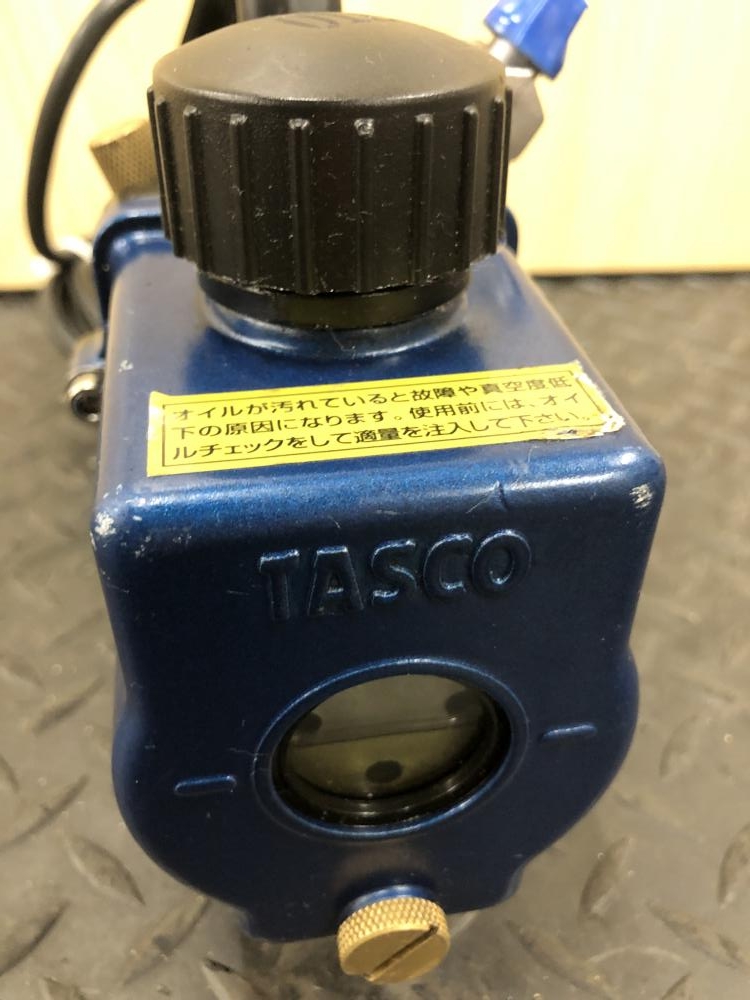 オイルが汚れていると故障や真空度低
下の原因になります。使用前には、オイ
ルチェックをして適量を注入して下さい。
TASCO